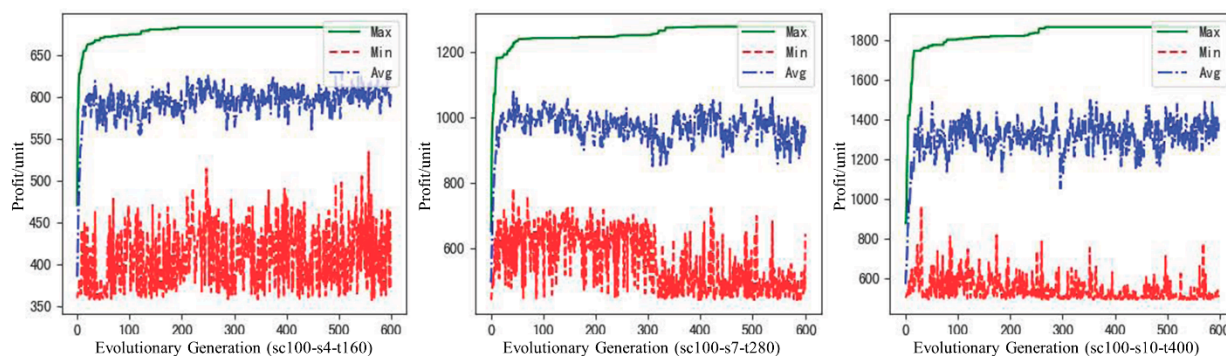 Profit/unit
650
600
550
500
450
400
350
0
100
200
300
400
500
600
Max
Min
Avg
Evolutionary Generation (sc100-s4-t160)
Profit/unit
1200
1000
800
600
0
100
200
300
400
500
600
Max
Min
Avg
Evolutionary Generation (sc100-s7-t280)
Profit/unit
1800
1600
1400
1200
1000
800
600
0
100
200
300
400
500
600
Max
Min
Avg
Evolutionary Generation (sc100-s10-t400)